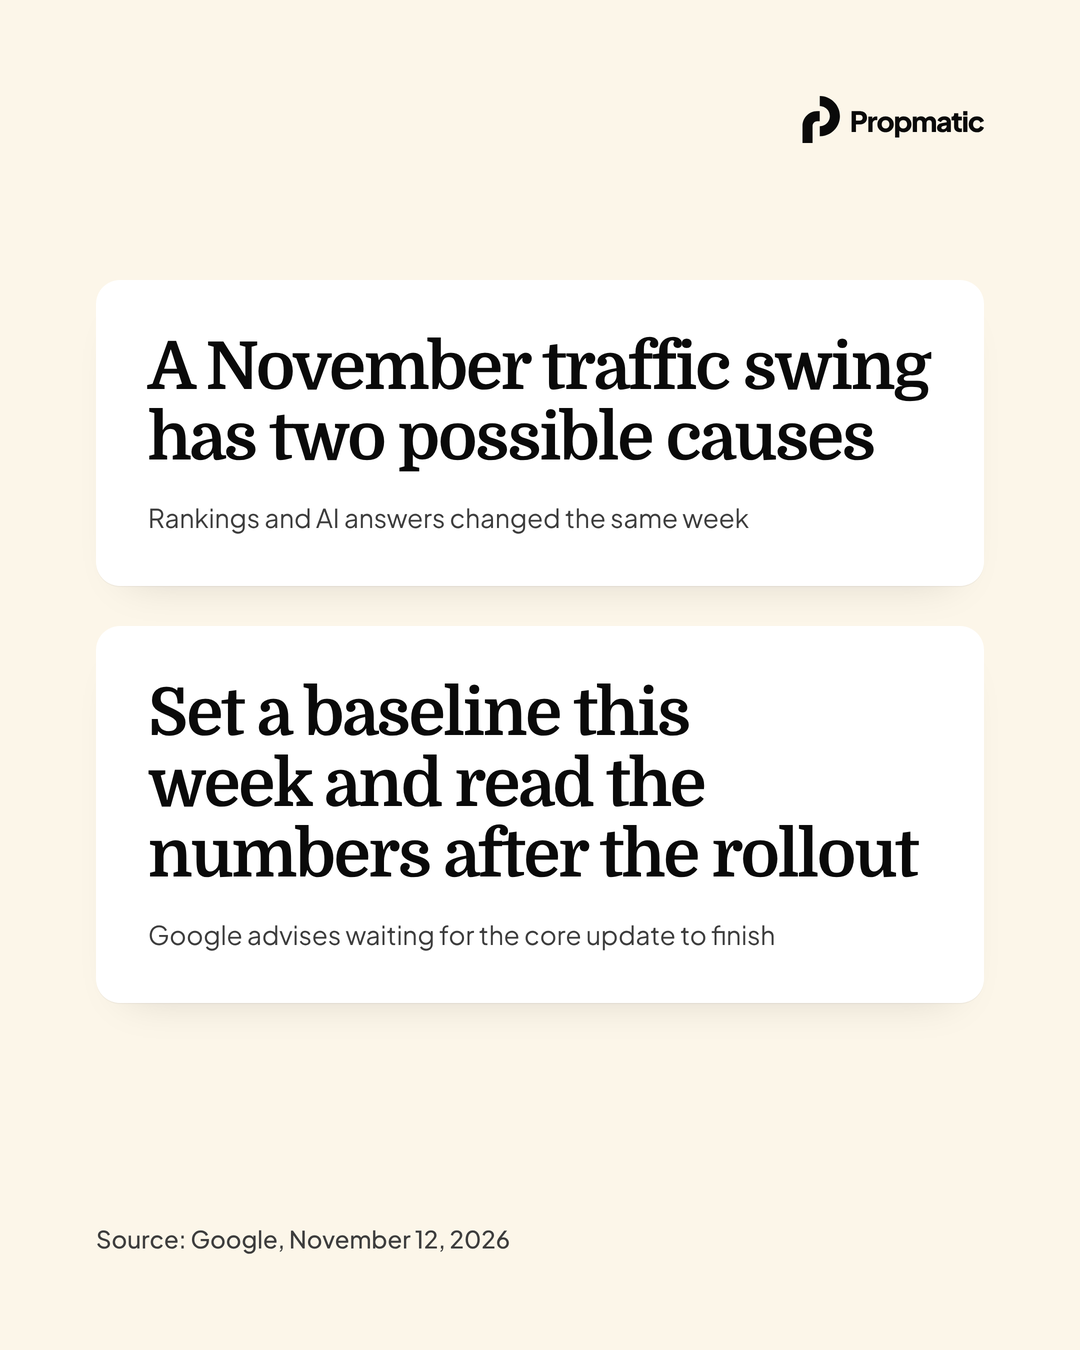 Propmatic
A November traffic swing
has two possible causes
Rankings and AI answers changed the same week
Set a baseline this
week and read the
numbers after the rollout
Google advises waiting for the core update to finish
Source: Google, November 12, 2026